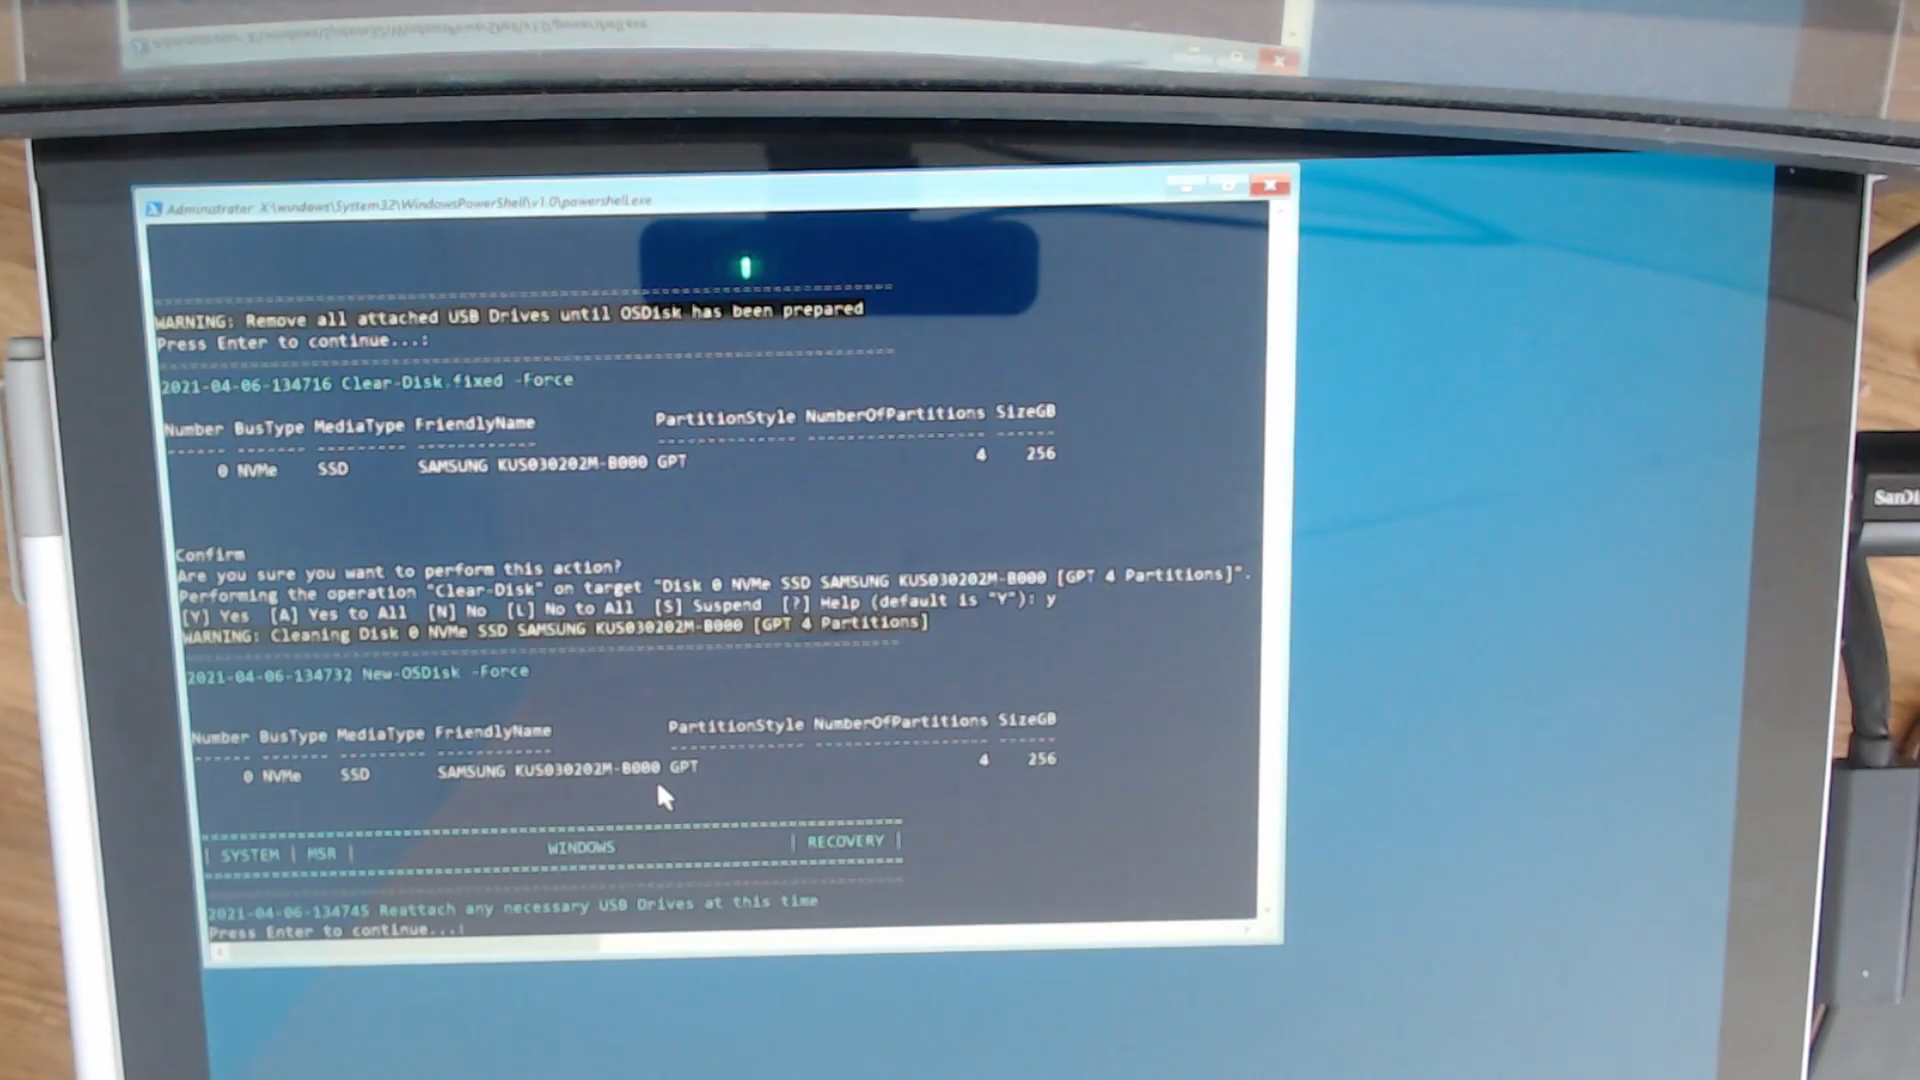 Administrator: X:\windows\System32\WindowsPowerShell\v1.0\powershell.exe
WARNING: Remove all attached USB Drives until OSDisk has been prepared
Press Enter to continue...:
2021-04-06-134716 Clear-Disk.fixed -Force
Number BusType MediaType FriendlyName PartitionStyle NumberOfPartitions SizeGB
0 NVMe SSD SAMSUNG KUS030202M-B000 GPT 4 256
Confirm
Are you sure you want to perform this action?
Performing the operation "Clear-Disk" on target "Disk 0 NVMe SSD SAMSUNG KUS030202M-B000 [GPT 4 Partitions]".
[Y] Yes [A] Yes to All [N] No [L] No to All [S] Suspend [?] Help (default is "Y"): y
WARNING: Cleaning Disk 0 NVMe SSD SAMSUNG KUS030202M-B000 [GPT 4 Partitions]
2021-04-06-134732 New-OSDisk -Force
Number BusType MediaType FriendlyName PartitionStyle NumberOfPartitions SizeGB
0 NVMe SSD SAMSUNG KUS030202M-B000 GPT 4 256
| SYSTEM | MSR | WINDOWS | RECOVERY |
2021-04-06-134745 Reattach any necessary USB Drives at this time
Press Enter to continue...: